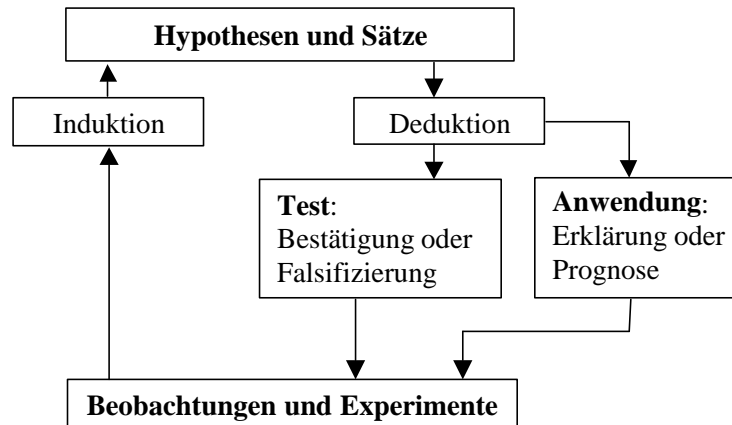 Hypothesen und Sätze
Induktion
Deduktion
Test:
Bestätigung oder
Falsifizierung
Anwendung:
Erklärung oder
Prognose
Beobachtungen und Experimente